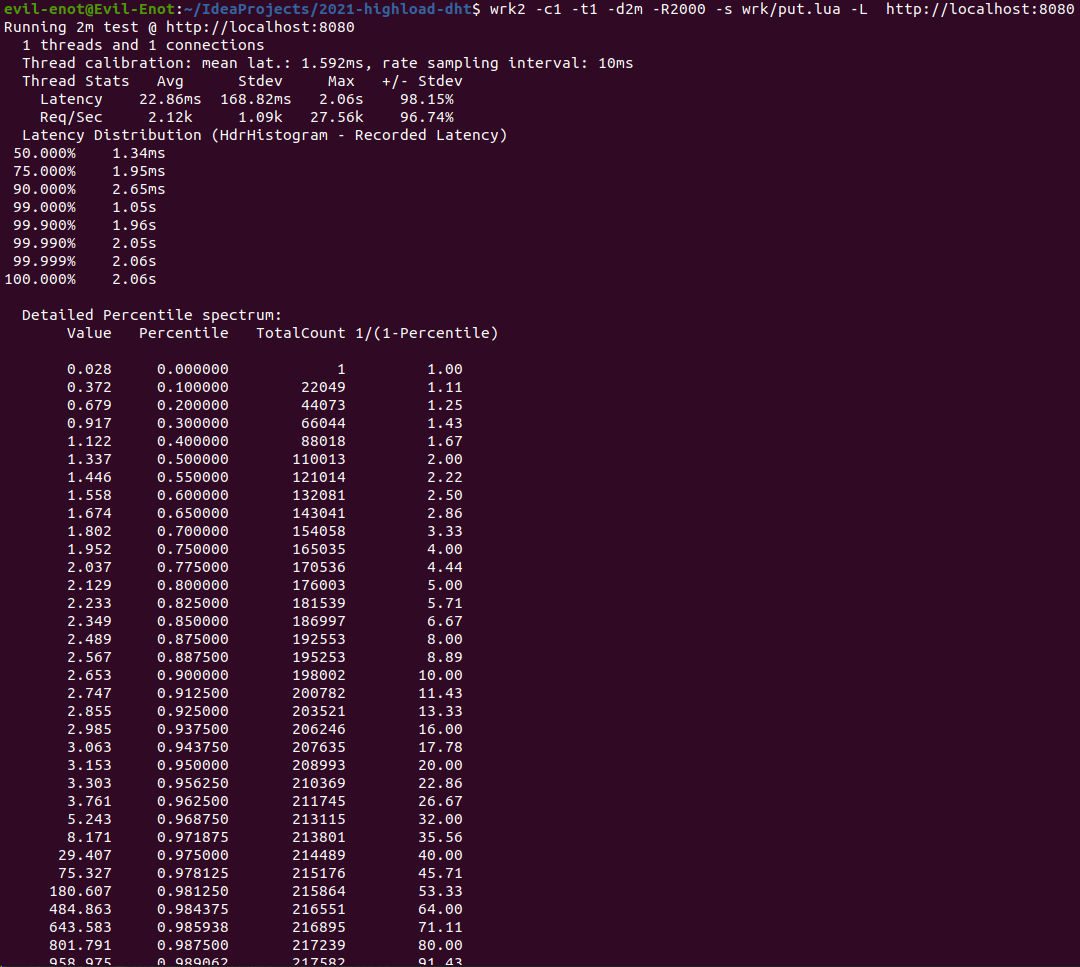 evil-enot@Evil-Enot:~/IdeaProjects/2021-highload-dht$ wrk2 -c1 -t1 -d2m -R2000 -s wrk/put.lua -L  http://localhost:8080
Running 2m test @ http://localhost:8080
  1 threads and 1 connections
  Thread calibration: mean lat.: 1.592ms, rate sampling interval: 10ms
  Thread Stats   Avg      Stdev     Max   +/- Stdev
    Latency    22.86ms  168.82ms   2.06s    98.15%
    Req/Sec     2.12k     1.09k   27.56k    96.74%
  Latency Distribution (HdrHistogram - Recorded Latency)
 50.000%    1.34ms
 75.000%    1.95ms
 90.000%    2.65ms
 99.000%    1.05s
 99.900%    1.96s
 99.990%    2.05s
 99.999%    2.06s
100.000%    2.06s
  Detailed Percentile spectrum:
       Value   Percentile   TotalCount 1/(1-Percentile)
       0.028     0.000000            1         1.00
       0.372     0.100000        22049         1.11
       0.679     0.200000        44073         1.25
       0.917     0.300000        66044         1.43
       1.122     0.400000        88018         1.67
       1.337     0.500000       110013         2.00
       1.446     0.550000       121014         2.22
       1.558     0.600000       132081         2.50
       1.674     0.650000       143041         2.86
       1.802     0.700000       154058         3.33
       1.952     0.750000       165035         4.00
       2.037     0.775000       170536         4.44
       2.129     0.800000       176003         5.00
       2.233     0.825000       181539         5.71
       2.349     0.850000       186997         6.67
       2.489     0.875000       192553         8.00
       2.567     0.887500       195253         8.89
       2.653     0.900000       198002        10.00
       2.747     0.912500       200782        11.43
       2.855     0.925000       203521        13.33
       2.985     0.937500       206246        16.00
       3.063     0.943750       207635        17.78
       3.153     0.950000       208993        20.00
       3.303     0.956250       210369        22.86
       3.761     0.962500       211745        26.67
       5.243     0.968750       213115        32.00
       8.171     0.971875       213801        35.56
      29.407     0.975000       214489        40.00
      75.327     0.978125       215176        45.71
     180.607     0.981250       215864        53.33
     484.863     0.984375       216551        64.00
     643.583     0.985938       216895        71.11
     801.791     0.987500       217239        80.00
     958.975     0.989062       217582        91.43